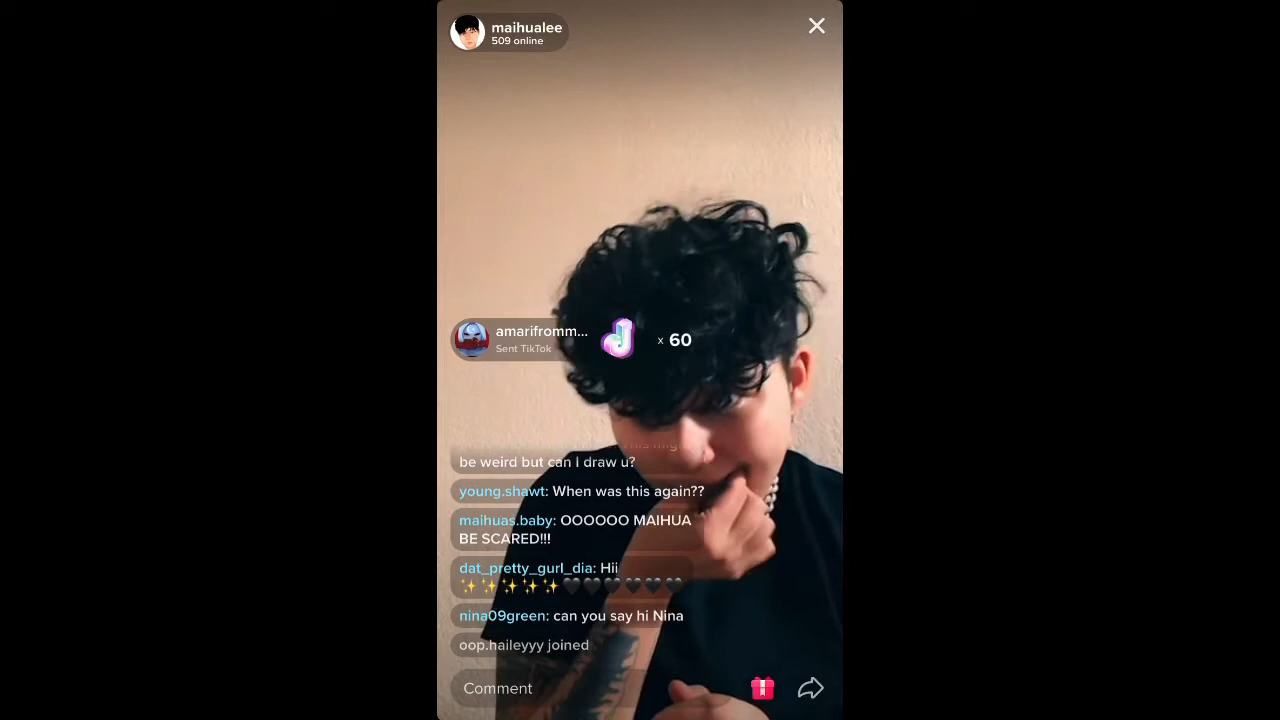 maihualee
509 online
amarifromm...
Sent TikTok
x 60
be weird but can I draw u?
young.shawt: When was this again??
maihuas.baby: OOOOOO MAIHUA
BE SCARED!!!
dat_pretty_gurl_dia: Hii
✨✨✨✨✨🖤🖤🖤🖤🖤🖤
nina09green: can you say hi Nina
oop.haileyyy joined
Comment